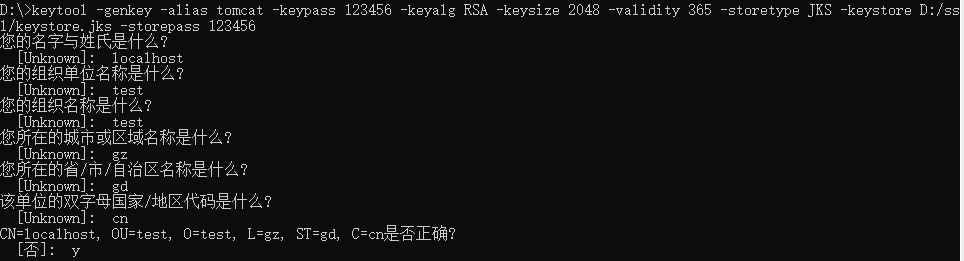 D:\>keytool -genkey -alias tomcat -keypass 123456 -keyalg RSA -keysize 2048 -validity 365 -storetype JKS -keystore D:/ss
l/keystore.jks -storepass 123456
您的名字与姓氏是什么?
  [Unknown]:  localhost
您的组织单位名称是什么?
  [Unknown]:  test
您的组织名称是什么?
  [Unknown]:  test
您所在的城市或区域名称是什么?
  [Unknown]:  gz
您所在的省/市/自治区名称是什么?
  [Unknown]:  gd
该单位的双字母国家/地区代码是什么?
  [Unknown]:  cn
CN=localhost, OU=test, O=test, L=gz, ST=gd, C=cn是否正确?
  [否]:  y